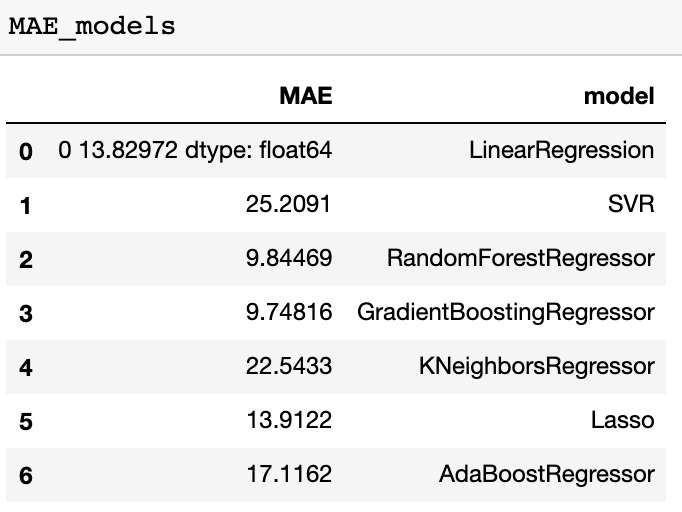 MAE_models
MAE model
0 0 13.82972 dtype: float64 LinearRegression
1 25.2091 SVR
2 9.84469 RandomForestRegressor
3 9.74816 GradientBoostingRegressor
4 22.5433 KNeighborsRegressor
5 13.9122 Lasso
6 17.1162 AdaBoostRegressor